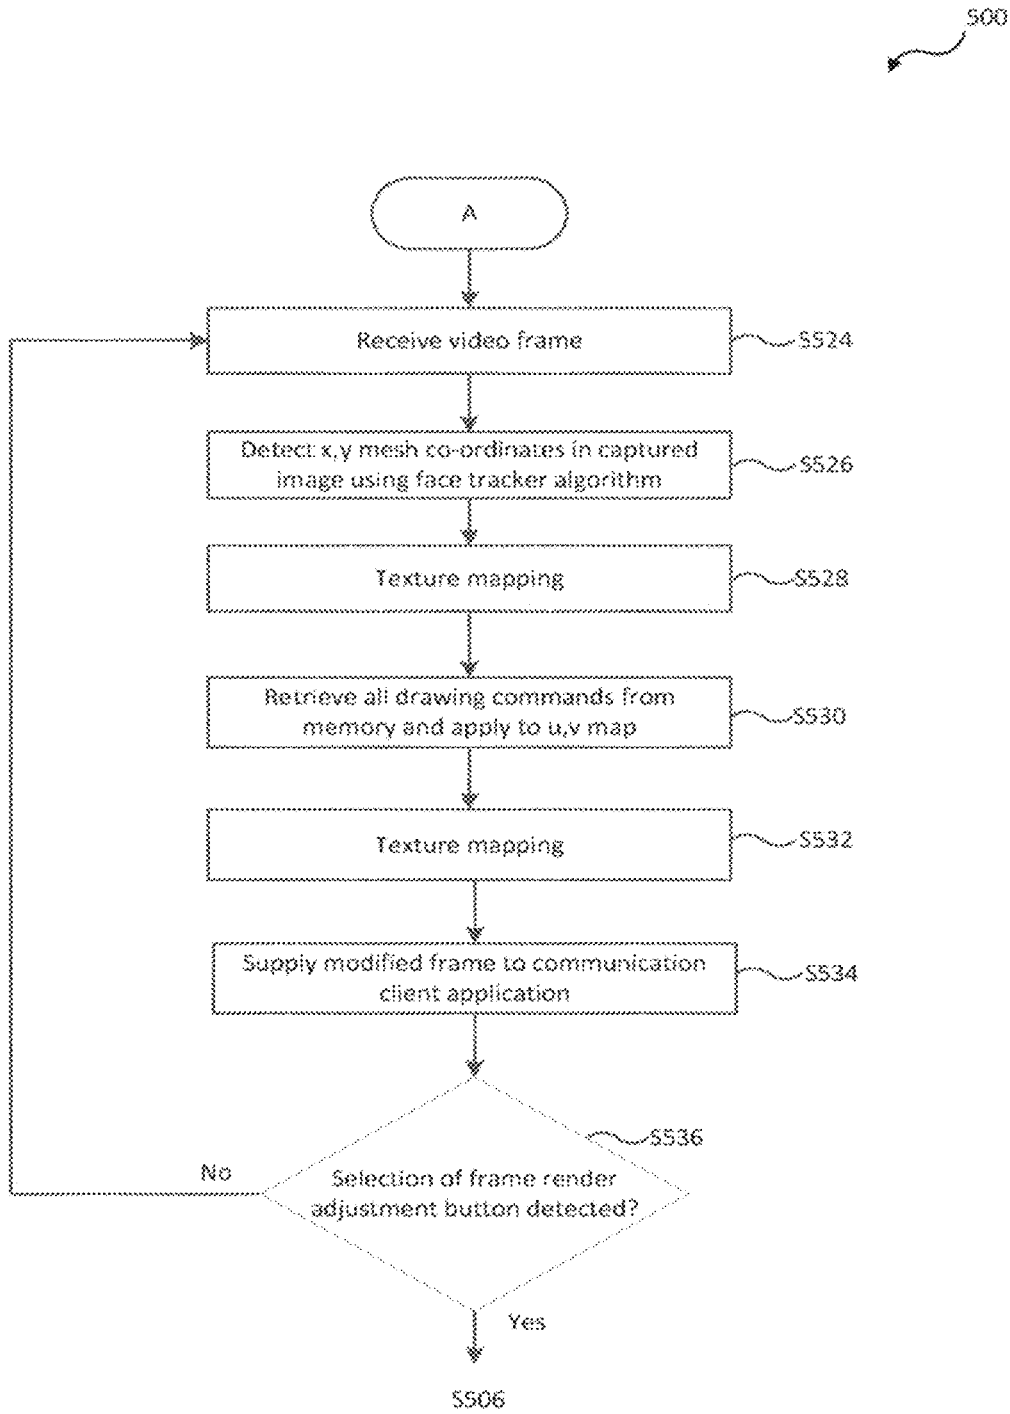 500
A
Receive video frame
S524
Detect x,y mesh co-ordinates in captured
image using face tracker algorithm
S526
Texture mapping
S528
Retrieve all drawing commands from
memory and apply to u,v map
S530
Texture mapping
S532
Supply modified frame to communication
client application
S534
S536
No
Selection of frame render
adjustment button detected?
Yes
S506